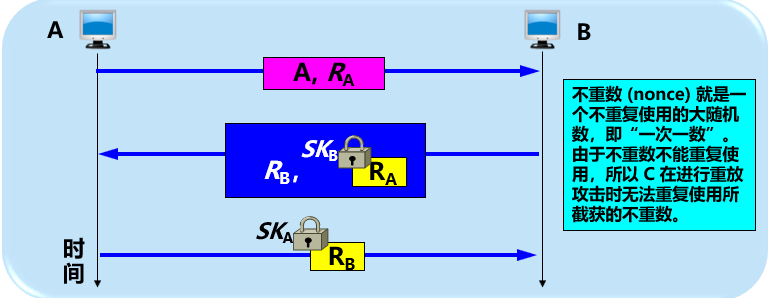 A
B
A, RA
不重数 (nonce) 就是一
个不重复使用的大随机
数，即“一次一数”。
由于不重数不能重复使
用，所以 C 在进行重放
攻击时无法重复使用所
截获的不重数。
RB, SKB RA
SKA RB
时
间